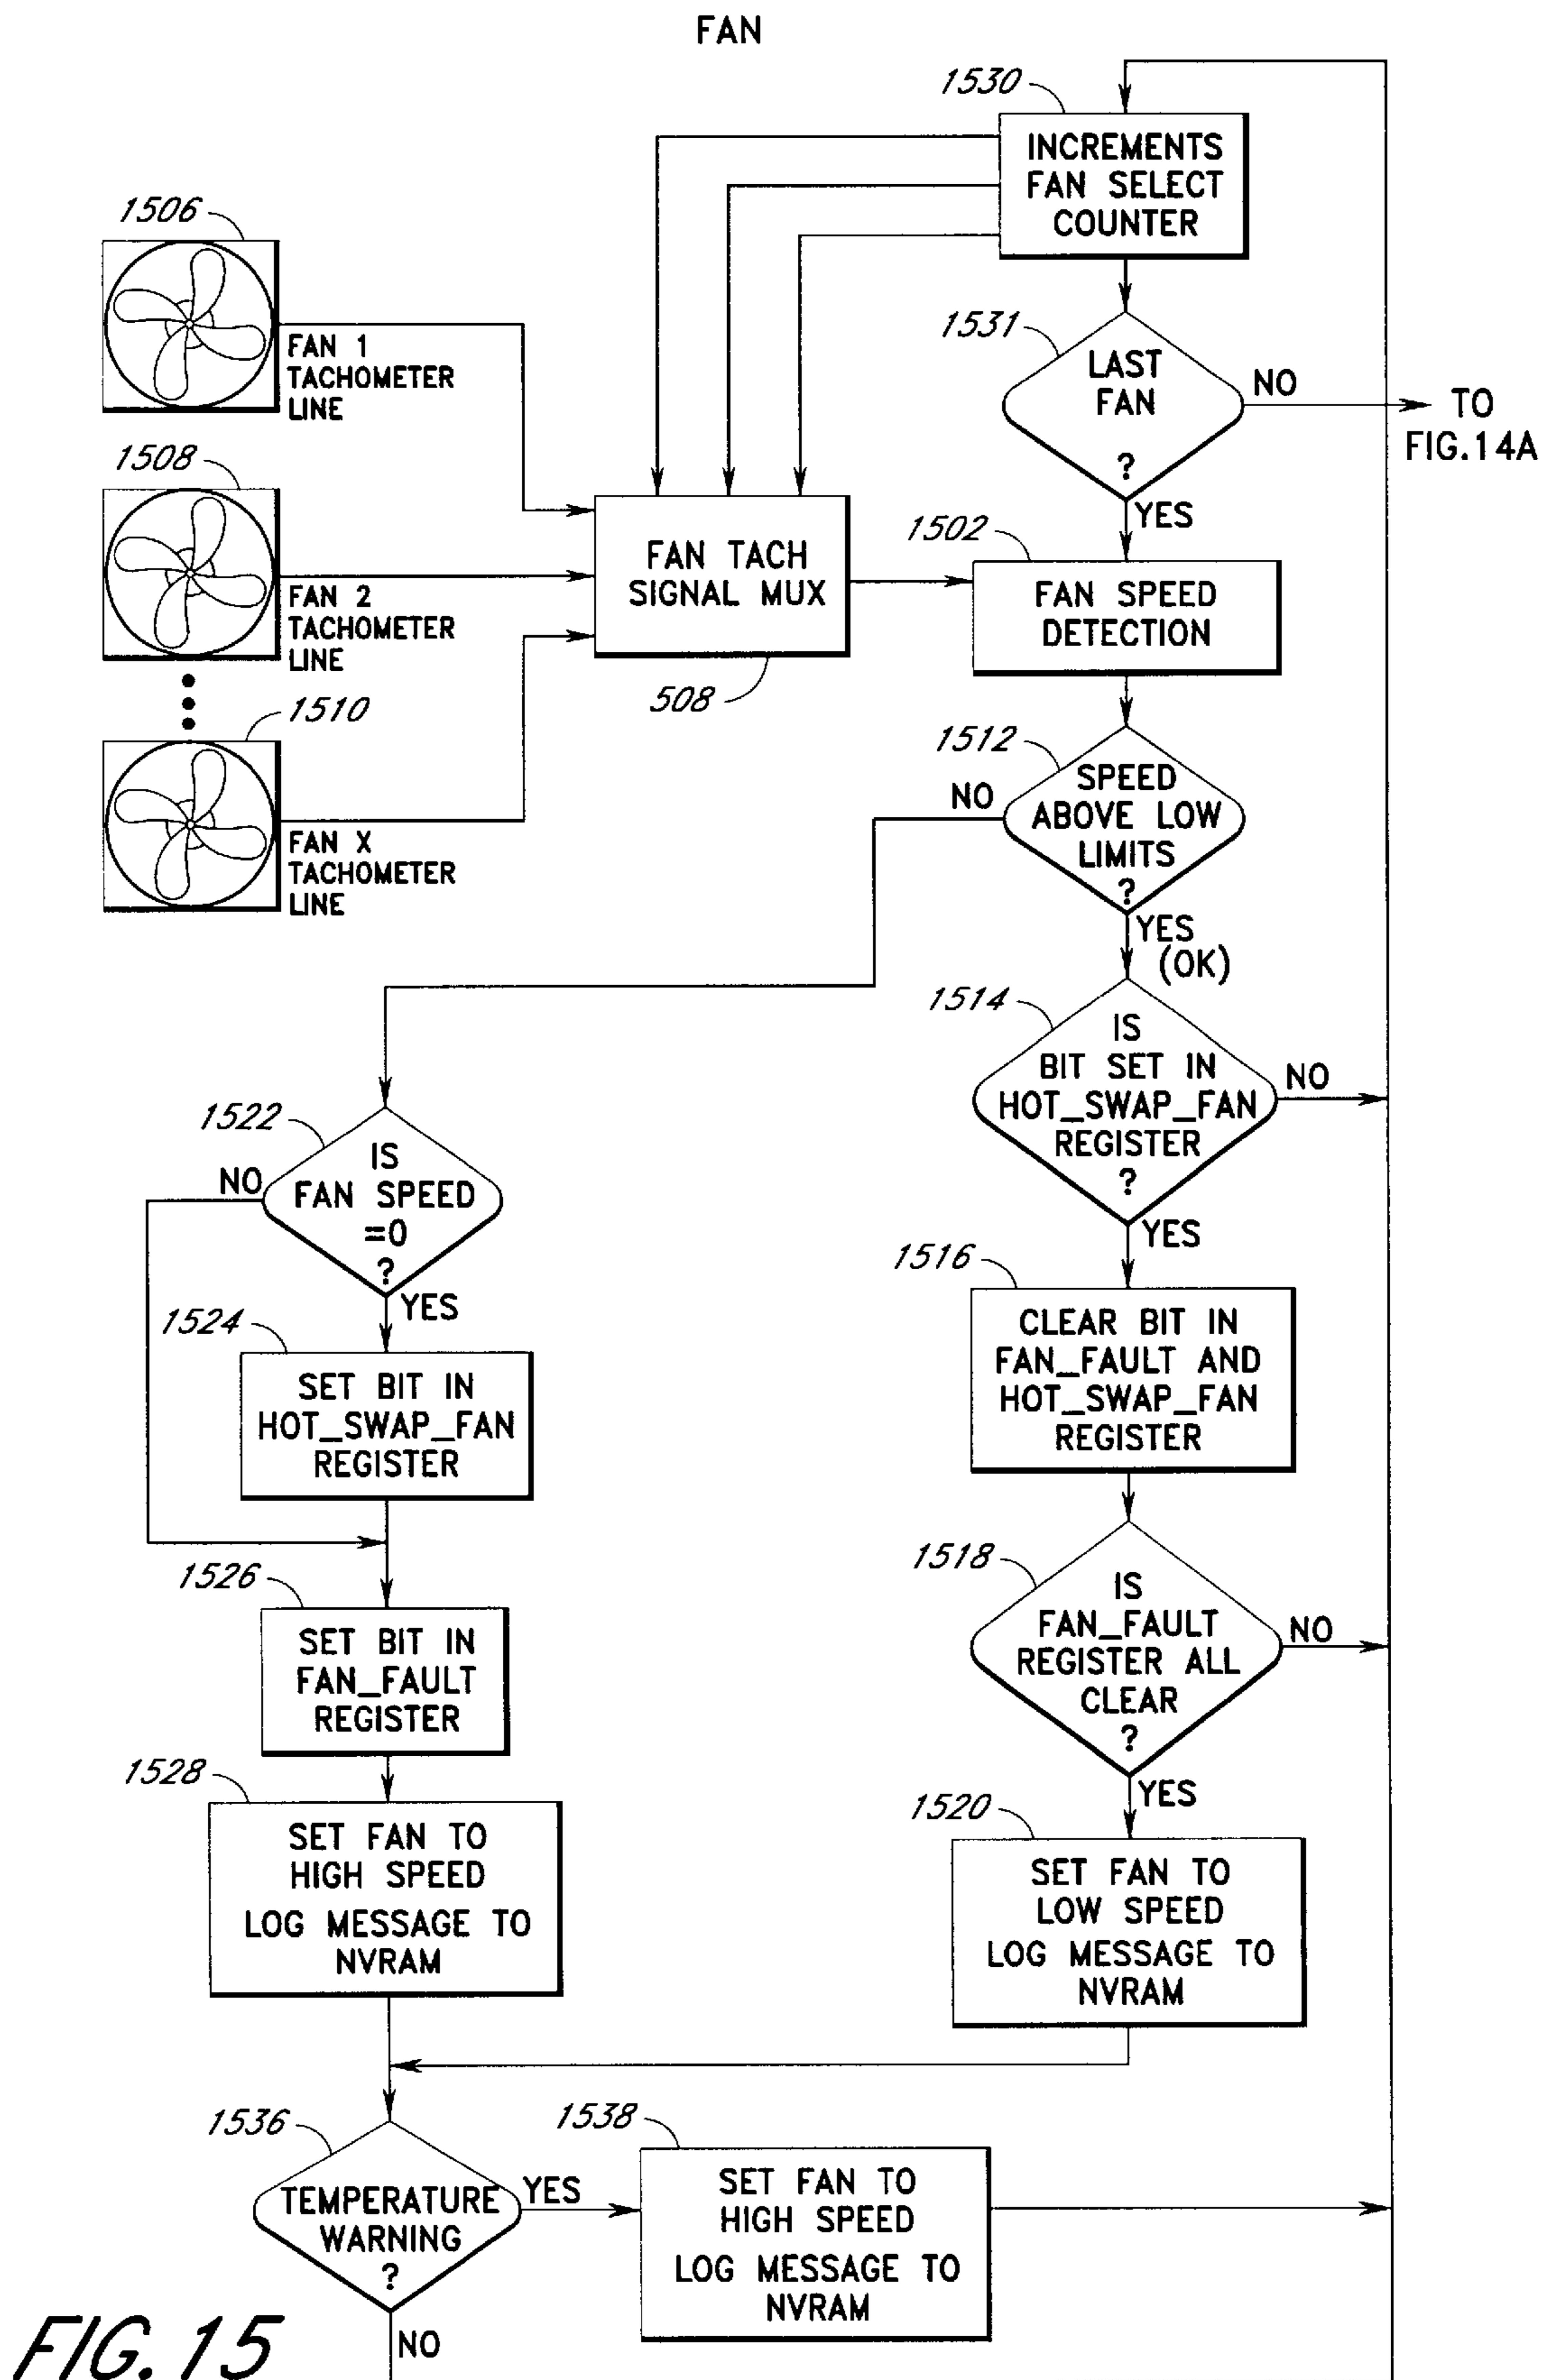 FAN
1530
INCREMENTS
FAN SELECT
COUNTER
1506
FAN 1
TACHOMETER
LINE
1531
LAST
FAN
?
NO
TO
FIG.14A
YES
1508
FAN 2
TACHOMETER
LINE
FAN TACH
SIGNAL MUX
508
1502
FAN SPEED
DETECTION
1510
FAN X
TACHOMETER
LINE
1512
SPEED
ABOVE LOW
LIMITS
?
NO
YES
(OK)
1514
IS
BIT SET IN
HOT_SWAP_FAN
REGISTER
?
NO
YES
1522
IS
FAN SPEED
=0
?
NO
YES
1516
CLEAR BIT IN
FAN_FAULT AND
HOT_SWAP_FAN
REGISTER
1524
SET BIT IN
HOT_SWAP_FAN
REGISTER
1518
IS
FAN_FAULT
REGISTER ALL
CLEAR
?
NO
YES
1526
SET BIT IN
FAN_FAULT
REGISTER
1528
SET FAN TO
HIGH SPEED
LOG MESSAGE TO
NVRAM
1520
SET FAN TO
LOW SPEED
LOG MESSAGE TO
NVRAM
1536
TEMPERATURE
WARNING
?
YES
NO
1538
SET FAN TO
HIGH SPEED
LOG MESSAGE TO
NVRAM
FIG. 15